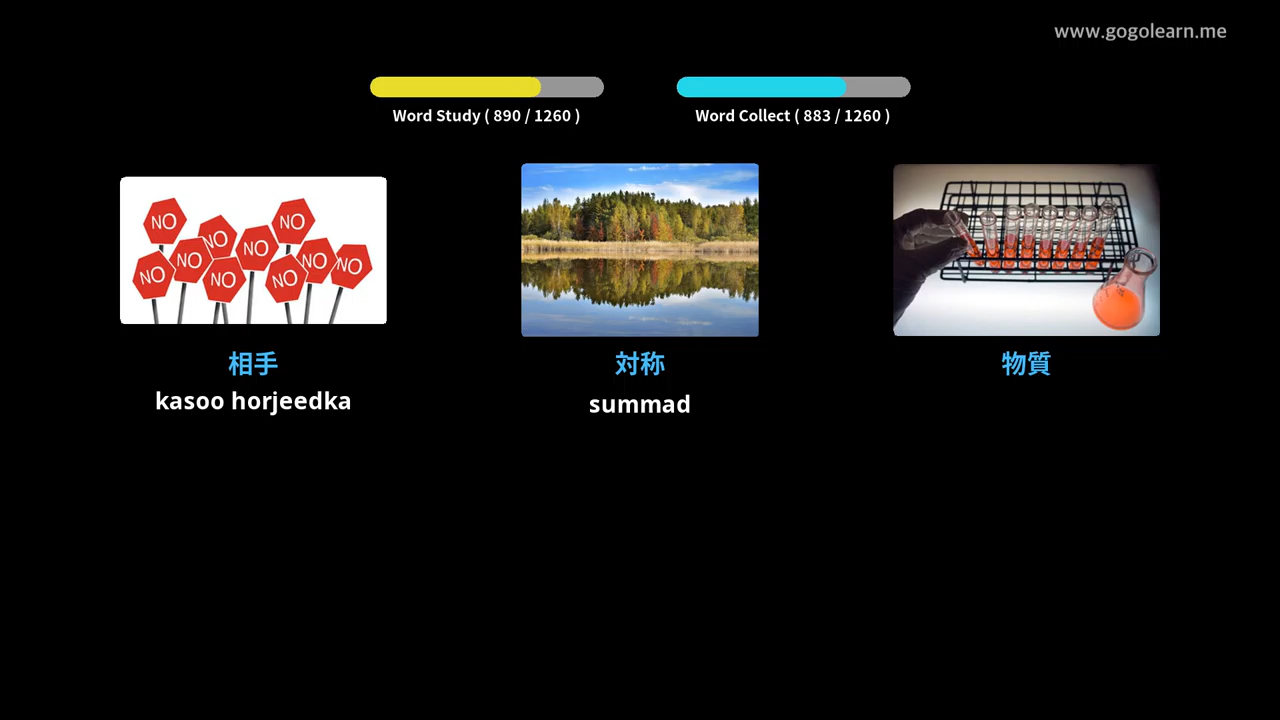 www.gogolearn.me
Word Study ( 890 / 1260 )
Word Collect ( 883 / 1260 )
NO
NO
NO
NO
NO
NO
NO
NO
NO
NO
相手
対称
物質
kasoo horjeedka
summad